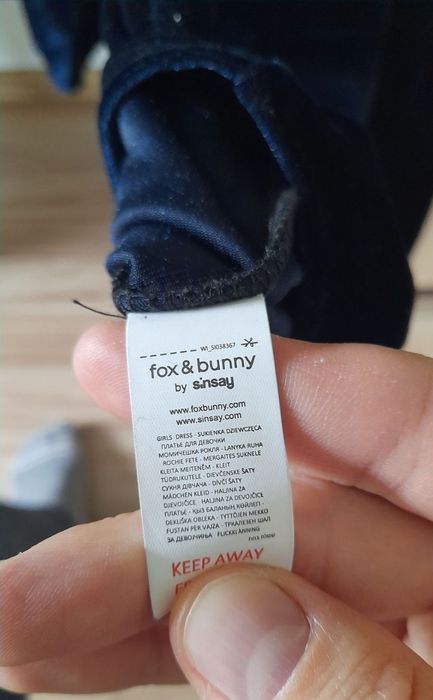 WI_SI038367
fox & bunny
by sinsay
www.foxbunny.com
www.sinsay.com
GIRLS DRESS - SUKIENKA DZIEWCZĘCA
ПЛАТЬЕ ДЛЯ ДЕВОЧКИ
МОМИЧЕШКА РОКЛЯ - LANYKA RUHA
ROCHIE FETE - MERGAITĖS SUKNELĖ
KLEITA MEITENĒM - KLEIT
TÜDRUKUTELE - DIEVČENSKÉ ŠATY
СУКНЯ ДІВЧАЧА - DÍVČÍ ŠATY
MÄDCHEN KLEID - HALJINA ZA
DJEVOJČICE - HALJINA ZA DEVOJČICE
ПЛАТЬЕ - ҚЫЗ БАЛАНЫҢ КӨЙЛЕГІ -
DEKLIŠKA OBLEKA - TYTTÖJEN MEKKO
FUSTAN PËR VAJZA - ТРКАЛЕЗЕН ШАЛ
ЗА ДЕВОЈЧИЊА FLICKKLÄNNING
KEEP AWAY